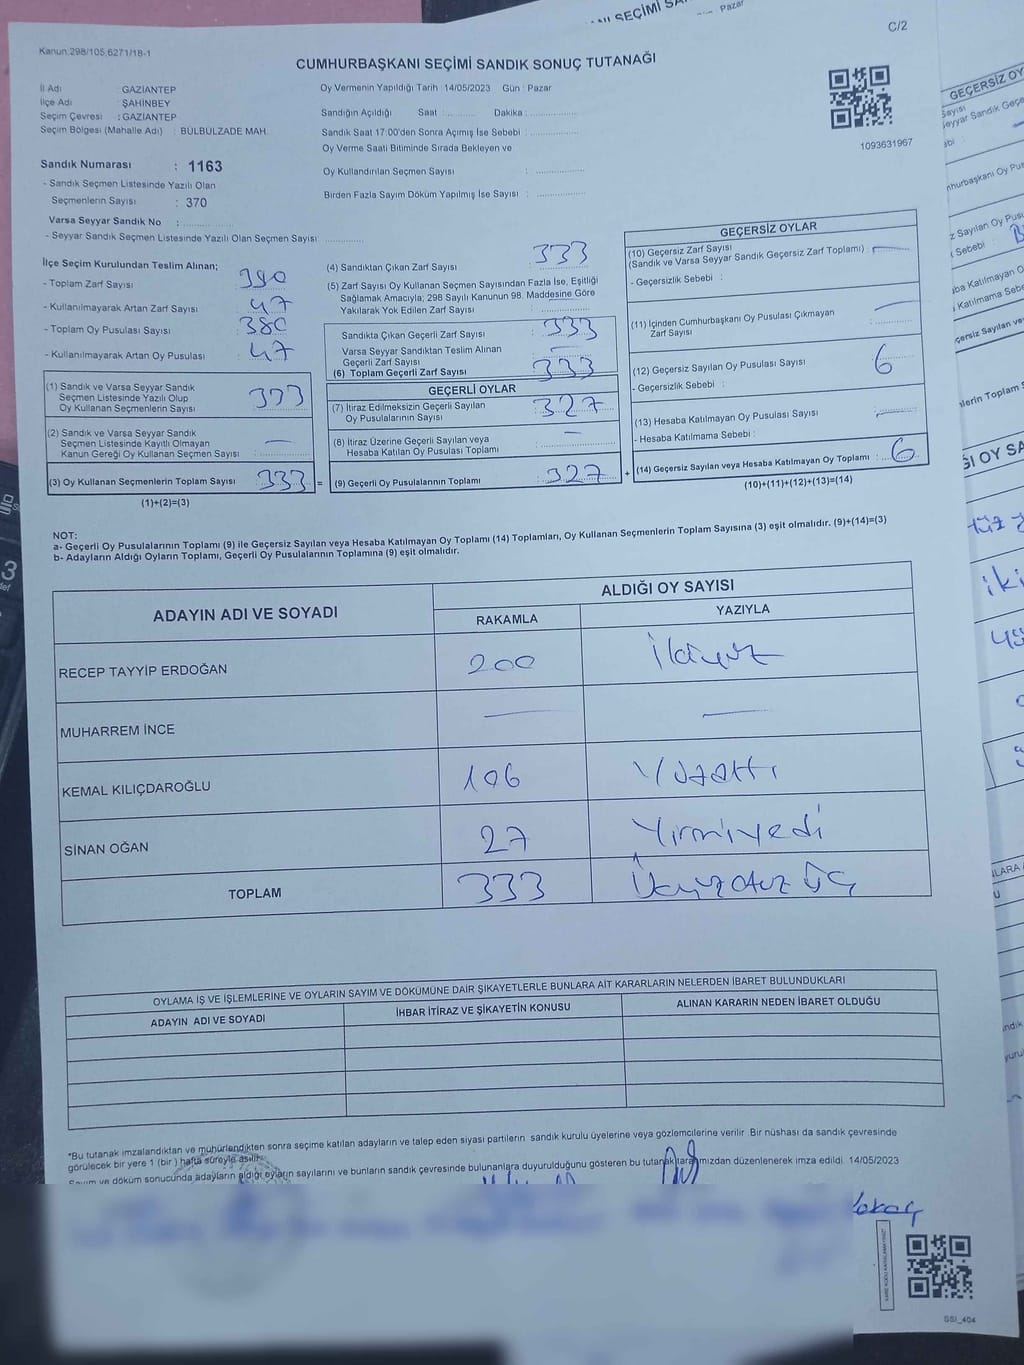 Kanun:298/105,6271/18-1
C/2
CUMHURBAŞKANI SEÇİMİ SANDIK SONUÇ TUTANAĞI
İl Adı : GAZİANTEP
İlçe Adı : ŞAHİNBEY
Seçim Çevresi : GAZİANTEP
Seçim Bölgesi (Mahalle Adı) : BÜLBÜLZADE MAH.
Sandık Numarası : 1163
- Sandık Seçmen Listesinde Yazılı Olan
Seçmenlerin Sayısı : 370
Varsa Seyyar Sandık No :
- Seyyar Sandık Seçmen Listesinde Yazılı Olan Seçmen Sayısı :
Oy Vermenin Yapıldığı Tarih :14/05/2023 Gün : Pazar
Sandığın Açıldığı Saat : Dakika :
Sandık Saat 17:00'den Sonra Açımış İse Sebebi :
Oy Verme Saati Bitiminde Sırada Bekleyen ve
Oy Kullandırılan Seçmen Sayısı :
Birden Fazla Sayım Döküm Yapılmış İse Sayısı :
1093631967
İlçe Seçim Kurulundan Teslim Alınan;
- Toplam Zarf Sayısı : 390
- Kullanılmayarak Artan Zarf Sayısı : 47
- Toplam Oy Pusulası Sayısı : 380
- Kullanılmayarak Artan Oy Pusulası : 47
(1) Sandık ve Varsa Seyyar Sandık
Seçmen Listesinde Yazılı Olup
Oy Kullanan Seçmenlerin Sayısı : 333
(2) Sandık ve Varsa Seyyar Sandık
Seçmen Listesinde Kayıtlı Olmayan
Kanun Gereği Oy Kullanan Seçmen Sayısı : —
(3) Oy Kullanan Seçmenlerin Toplam Sayısı : 333 =
(1)+(2)=(3)
(4) Sandıktan Çıkan Zarf Sayısı : 333
(5) Zarf Sayısı Oy Kullanan Seçmen Sayısından Fazla İse, Eşitliği
Sağlamak Amacıyla; 298 Sayılı Kanunun 98. Maddesine Göre
Yakılarak Yok Edilen Zarf Sayısı :
Sandıkta Çıkan Geçerli Zarf Sayısı : 333
Varsa Seyyar Sandıktan Teslim Alınan
Geçerli Zarf Sayısı : —
(6) Toplam Geçerli Zarf Sayısı : 333
GEÇERLİ OYLAR
(7) İtiraz Edilmeksizin Geçerli Sayılan
Oy Pusulalarının Sayısı : 327
(8) İtiraz Üzerine Geçerli Sayılan veya
Hesaba Katılan Oy Pusulası Toplamı : —
(9) Geçerli Oy Pusulalarının Toplamı : 327 +
GEÇERSİZ OYLAR
(10) Geçersiz Zarf Sayısı : —
(Sandık ve Varsa Seyyar Sandık Geçersiz Zarf Toplamı)
- Geçersizlik Sebebi :
(11) İçinden Cumhurbaşkanı Oy Pusulası Çıkmayan
Zarf Sayısı : —
(12) Geçersiz Sayılan Oy Pusulası Sayısı : 6
- Geçersizlik Sebebi :
(13) Hesaba Katılmayan Oy Pusulası Sayısı : —
- Hesaba Katılmama Sebebi :
(14) Geçersiz Sayılan veya Hesaba Katılmayan Oy Toplamı : 6
(10)+(11)+(12)+(13)=(14)
NOT:
a- Geçerli Oy Pusulalarının Toplamı (9) ile Geçersiz Sayılan veya Hesaba Katılmayan Oy Toplamı (14) Toplamları, Oy Kullanan Seçmenlerin Toplam Sayısına (3) eşit olmalıdır. (9)+(14)=(3)
b- Adayların Aldığı Oyların Toplamı, Geçerli Oy Pusulalarının Toplamına (9) eşit olmalıdır.
ADAYIN ADI VE SOYADI
ALDIĞI OY SAYISI
RAKAMLA YAZIYLA
RECEP TAYYİP ERDOĞAN 200 İkiyüz
MUHARREM İNCE — —
KEMAL KILIÇDAROĞLU 106 Yüzaltı
SİNAN OĞAN 27 Yirmiyedi
TOPLAM 333 Üçyüzotuz üç
OYLAMA İŞ VE İŞLEMLERİNE VE OYLARIN SAYIM VE DÖKÜMÜNE DAİR ŞİKAYETLERLE BUNLARA AİT KARARLARIN NELERDEN İBARET BULUNDUKLARI
ADAYIN ADI VE SOYADI İHBAR İTİRAZ VE ŞİKAYETİN KONUSU ALINAN KARARIN NEDEN İBARET OLDUĞU
*Bu tutanak imzalandıktan ve mühürlendikten sonra seçime katılan adayların ve talep eden siyasi partilerin sandık kurulu üyelerine veya gözlemcilerine verilir. Bir nüshası da sandık çevresinde
görülecek bir yere 1 (bir) hafta süreyle asılır.
Sayım ve döküm sonucunda adayların aldığı oyların sayılarını ve bunların sandık çevresinde bulunanlara duyurulduğunu gösteren bu tutanak tarafımızdan düzenlenerek imza edildi. 14/05/2023
SSI_404